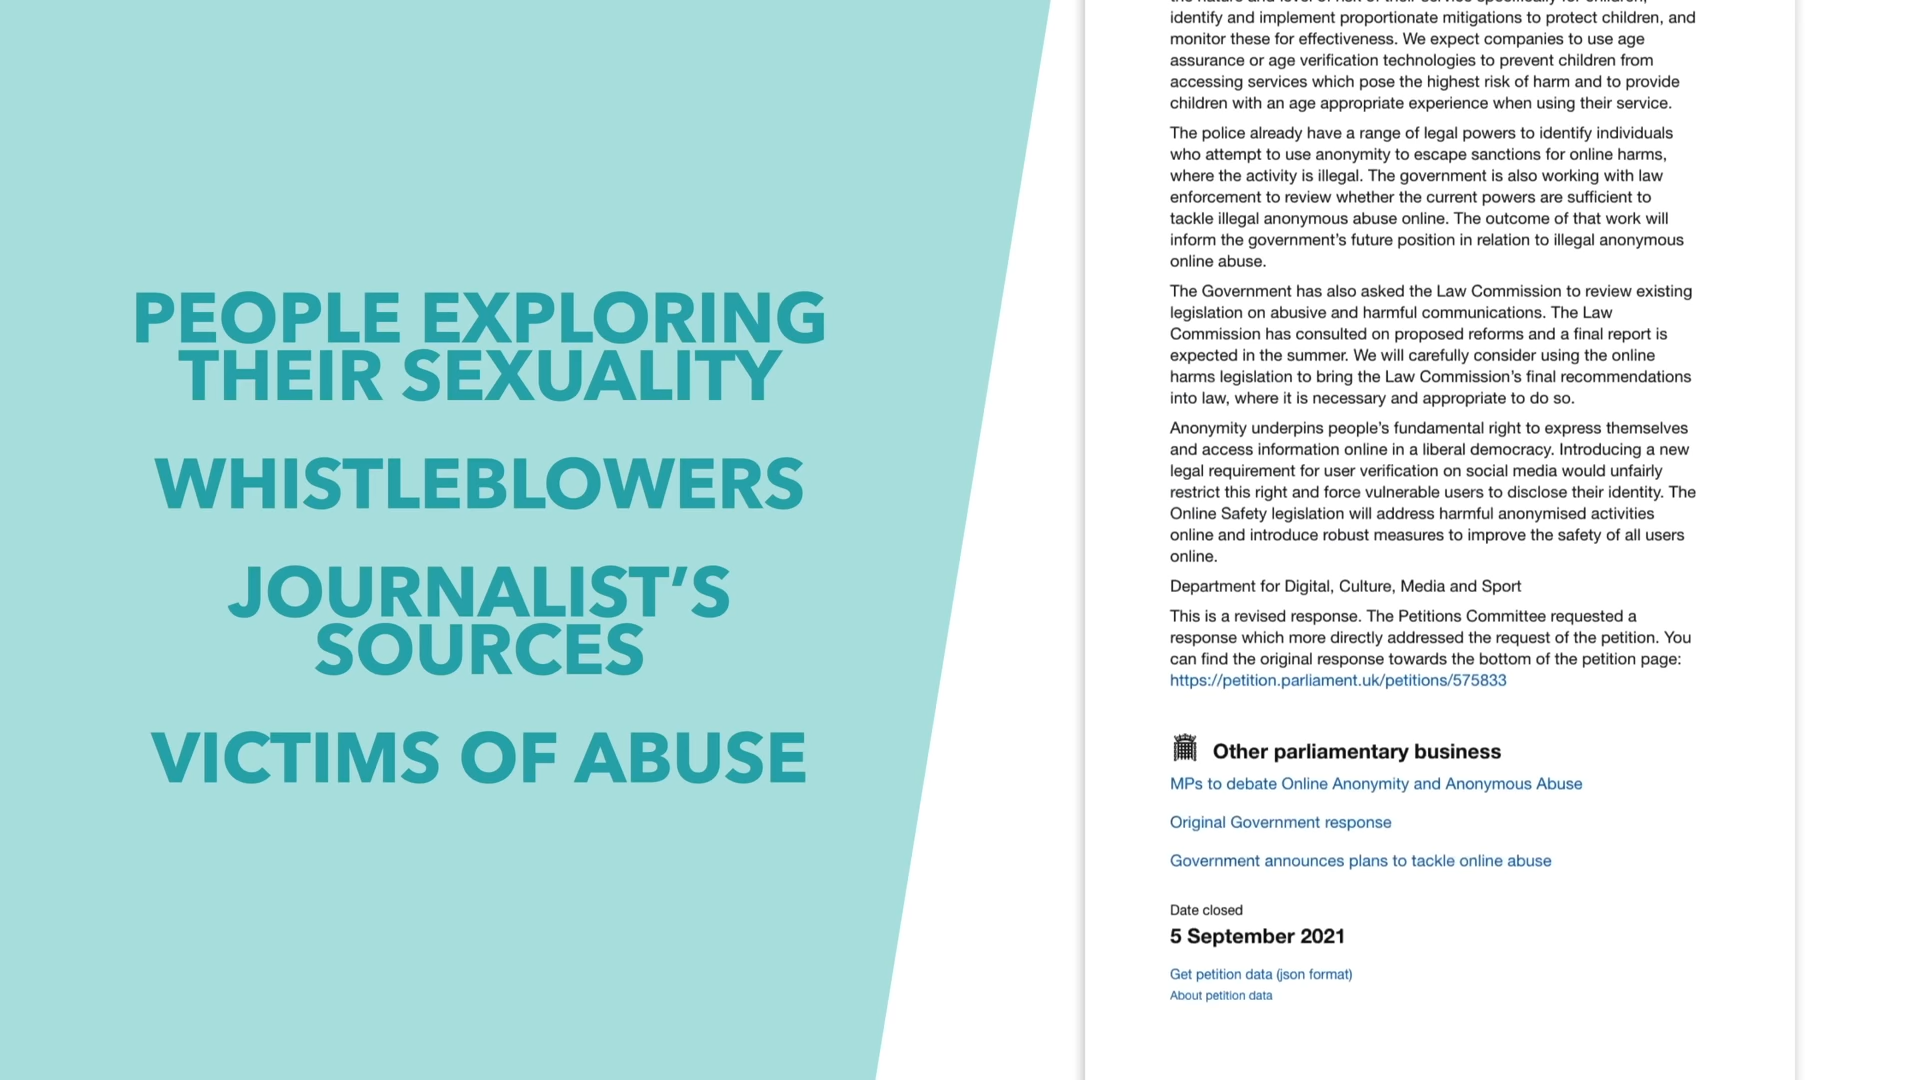 PEOPLE EXPLORING
THEIR SEXUALITY
WHISTLEBLOWERS
JOURNALIST’S
SOURCES
VICTIMS OF ABUSE
identify and implement proportionate mitigations to protect children, and
monitor these for effectiveness. We expect companies to use age
assurance or age verification technologies to prevent children from
accessing services which pose the highest risk of harm and to provide
children with an age appropriate experience when using their service.
The police already have a range of legal powers to identify individuals
who attempt to use anonymity to escape sanctions for online harms,
where the activity is illegal. The government is also working with law
enforcement to review whether the current powers are sufficient to
tackle illegal anonymous abuse online. The outcome of that work will
inform the government’s future position in relation to illegal anonymous
online abuse.
The Government has also asked the Law Commission to review existing
legislation on abusive and harmful communications. The Law
Commission has consulted on proposed reforms and a final report is
expected in the summer. We will carefully consider using the online
harms legislation to bring the Law Commission’s final recommendations
into law, where it is necessary and appropriate to do so.
Anonymity underpins people’s fundamental right to express themselves
and access information online in a liberal democracy. Introducing a new
legal requirement for user verification on social media would unfairly
restrict this right and force vulnerable users to disclose their identity. The
Online Safety legislation will address harmful anonymised activities
online and introduce robust measures to improve the safety of all users
online.
Department for Digital, Culture, Media and Sport
This is a revised response. The Petitions Committee requested a
response which more directly addressed the request of the petition. You
can find the original response towards the bottom of the petition page:
https://petition.parliament.uk/petitions/575833
Other parliamentary business
MPs to debate Online Anonymity and Anonymous Abuse
Original Government response
Government announces plans to tackle online abuse
Date closed
5 September 2021
Get petition data (json format)
About petition data